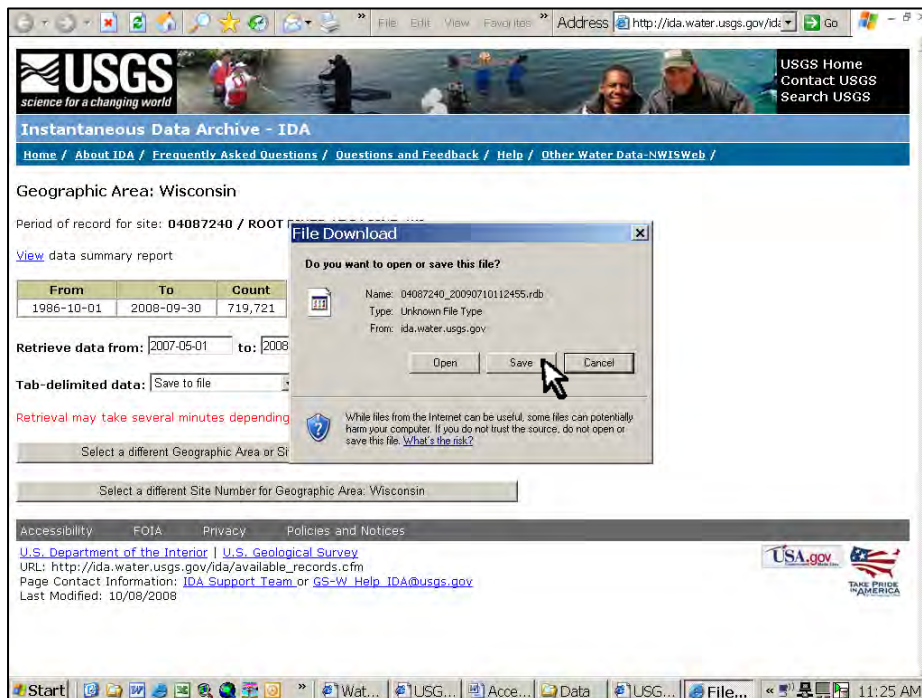 » File Edit View Favorites » Address http://ida.water.usgs.gov/ida Go
USGS
science for a changing world
USGS Home
Contact USGS
Search USGS
Instantaneous Data Archive - IDA
Home / About IDA / Frequently Asked Questions / Questions and Feedback / Help / Other Water Data-NWISWeb /
Geographic Area: Wisconsin
Period of record for site: 04087240 / ROOT
View data summary report
From To Count
1986-10-01 2008-09-30 719,721
Retrieve data from: 2007-05-01 to: 2008
Tab-delimited data: Save to file
Retrieval may take several minutes depending
Select a different Geographic Area or Si
Select a different Site Number for Geographic Area: Wisconsin
File Download
Do you want to open or save this file?
Name: 04087240_20090710112455.rdb
Type: Unknown File Type
From: ida.water.usgs.gov
Open Save Cancel
While files from the Internet can be useful, some files can potentially
harm your computer. If you do not trust the source, do not open or
save this file. What's the risk?
Accessibility FOIA Privacy Policies and Notices
U.S. Department of the Interior | U.S. Geological Survey
URL: http://ida.water.usgs.gov/ida/available_records.cfm
Page Contact Information: IDA Support Team or GS-W Help IDA@usgs.gov
Last Modified: 10/08/2008
USA.gov
TAKE PRIDE
IN AMERICA
Start » Wat... USG... Acce... Data USG... File... « 11:25 AM